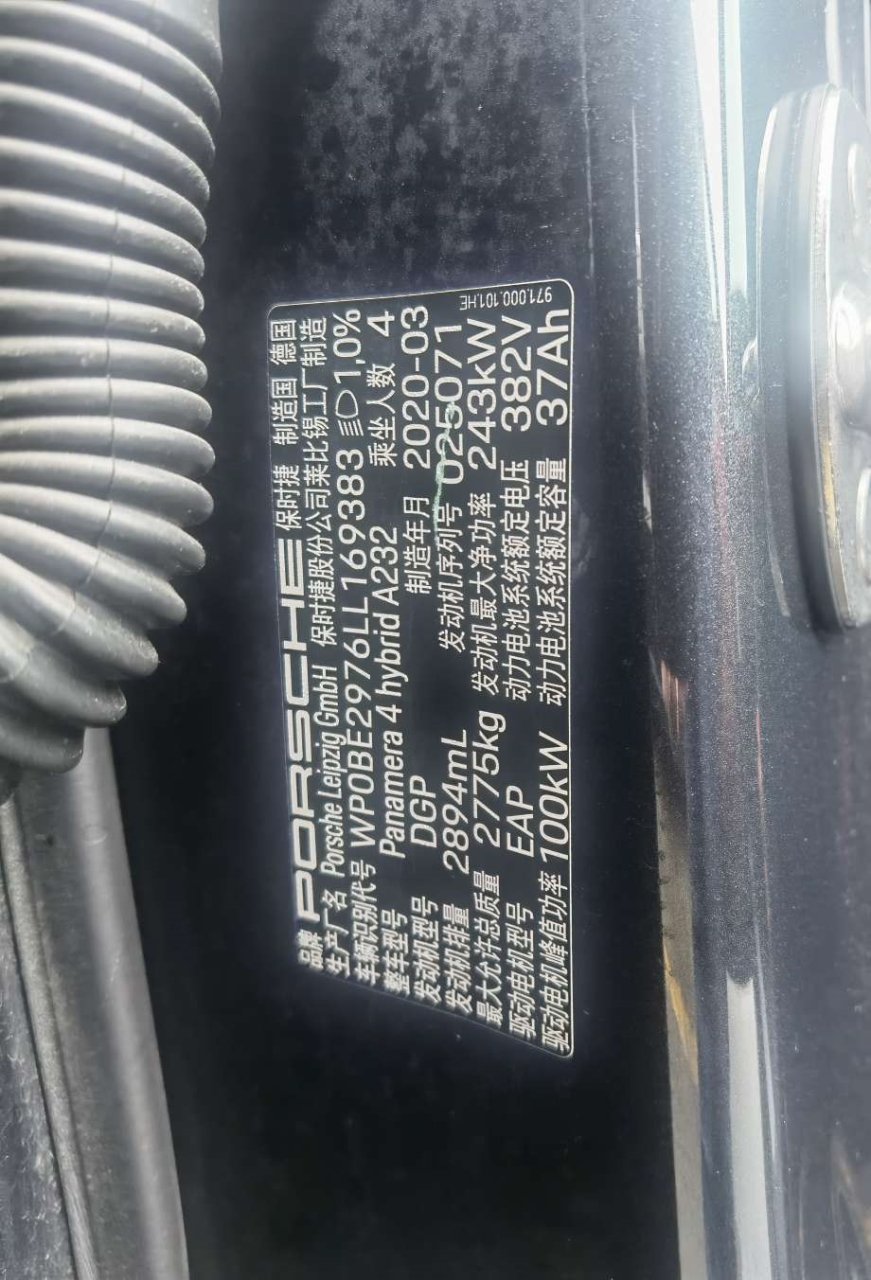 品牌 PORSCHE 保时捷 制造国 德国
生产厂名 Porsche Leipzig GmbH 保时捷股份公司莱比锡工厂制造
车辆识别代号 WP0BE2976LL169383 1,0%
整车型号 Panamera 4 hybrid A232 乘坐人数 4
发动机型号 DGP 制造年月 2020-03
发动机排量 2894mL 发动机序列号 025071
最大允许总质量 2775kg 发动机最大净功率 243kW
驱动电机型号 EAP 动力电池系统额定电压 382V
驱动电机峰值功率 100kW 动力电池系统额定容量 37Ah
971.000.101.HE